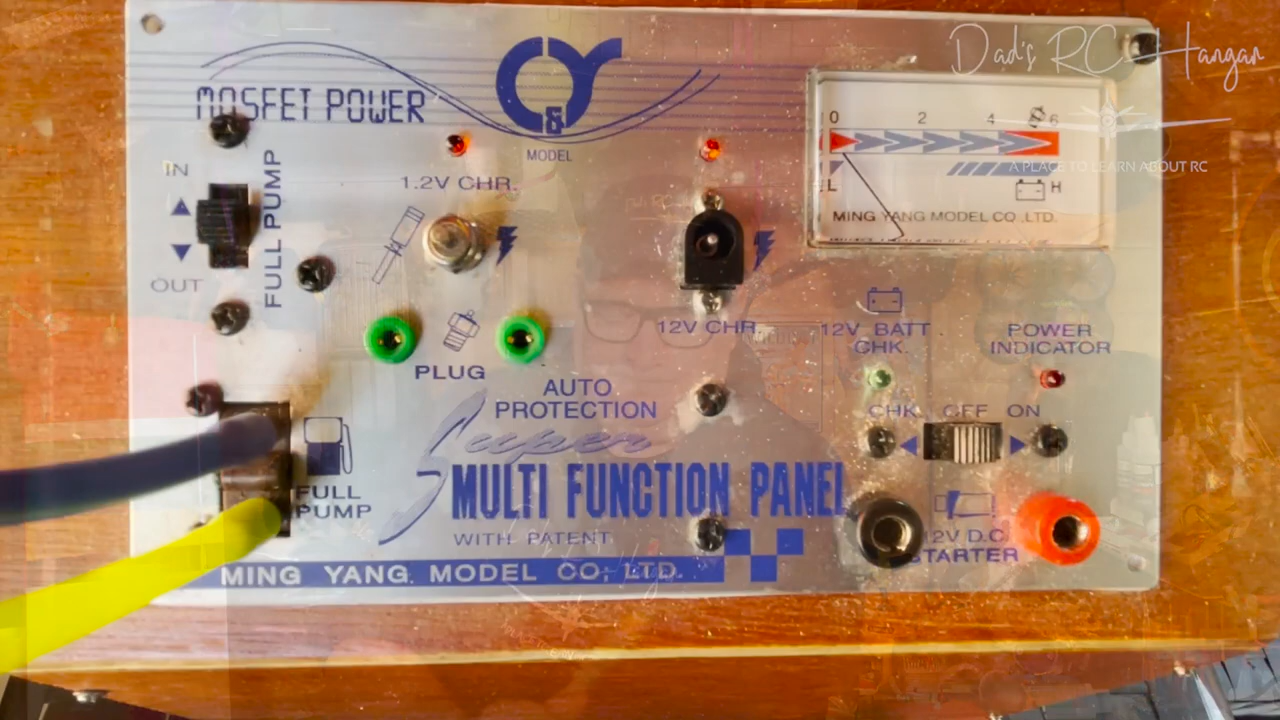 Dad's RC Hangar
A PLACE TO LEARN ABOUT RC
MOSFET POWER
C&Y
MODEL
IN
OUT
FULL PUMP
1.2V CHR.
PLUG
12V CHR.
0 2 4 6
L
H
MING YANG MODEL CO.,LTD.
12V BATT
CHK.
POWER
INDICATOR
CHK. OFF ON
AUTO
PROTECTION
Super
MULTI FUNCTION PANEL
WITH PATENT
FULL
PUMP
12V D.C.
STARTER
MING YANG. MODEL CO; LTD.